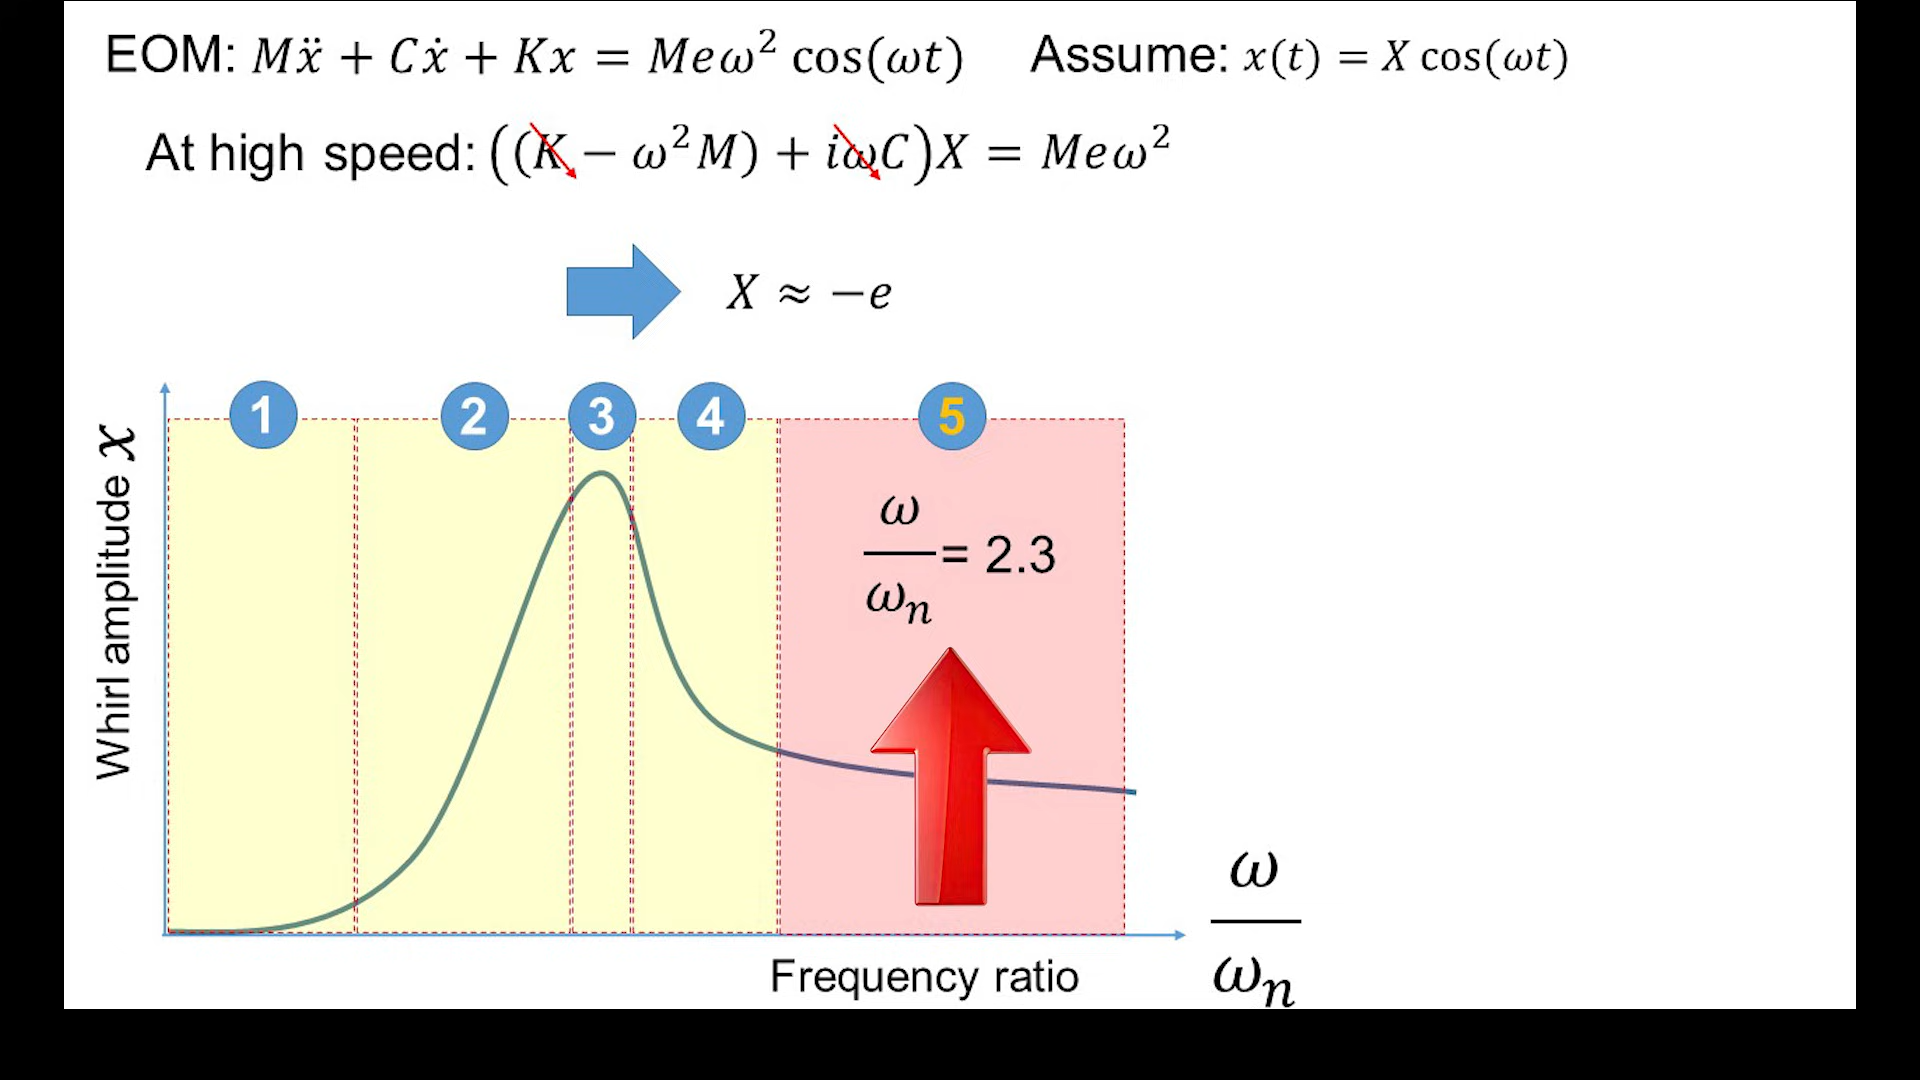 EOM: Mẍ + Cẋ + Kx = Meω² cos(ωt) Assume: x(t) = X cos(ωt)
At high speed: ((K − ω²M) + iωC)X = Meω²
X ≈ −e
1 2 3 4 5
Whirl amplitude x
ω/ωₙ = 2.3
ω/ωₙ
Frequency ratio